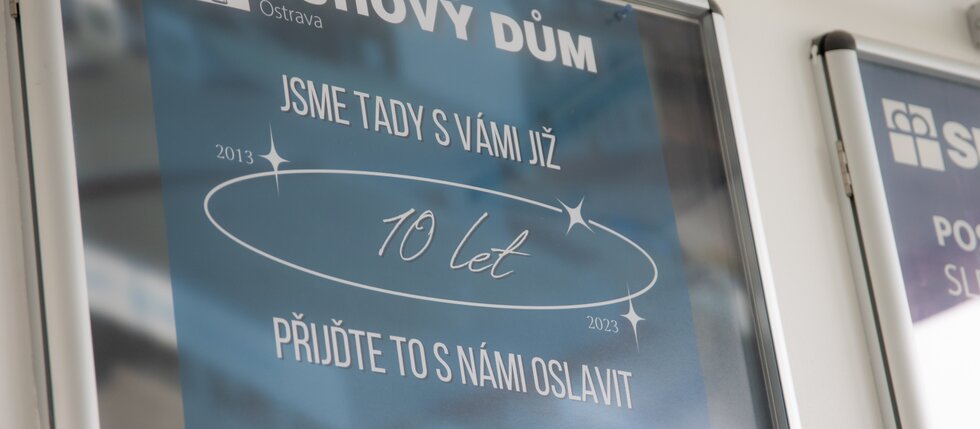 Ostrava
DŮM
JSME TADY S VÁMI JIŽ
2013
10 let
2023
PŘIJĎTE TO S NÁMI OSLAVIT